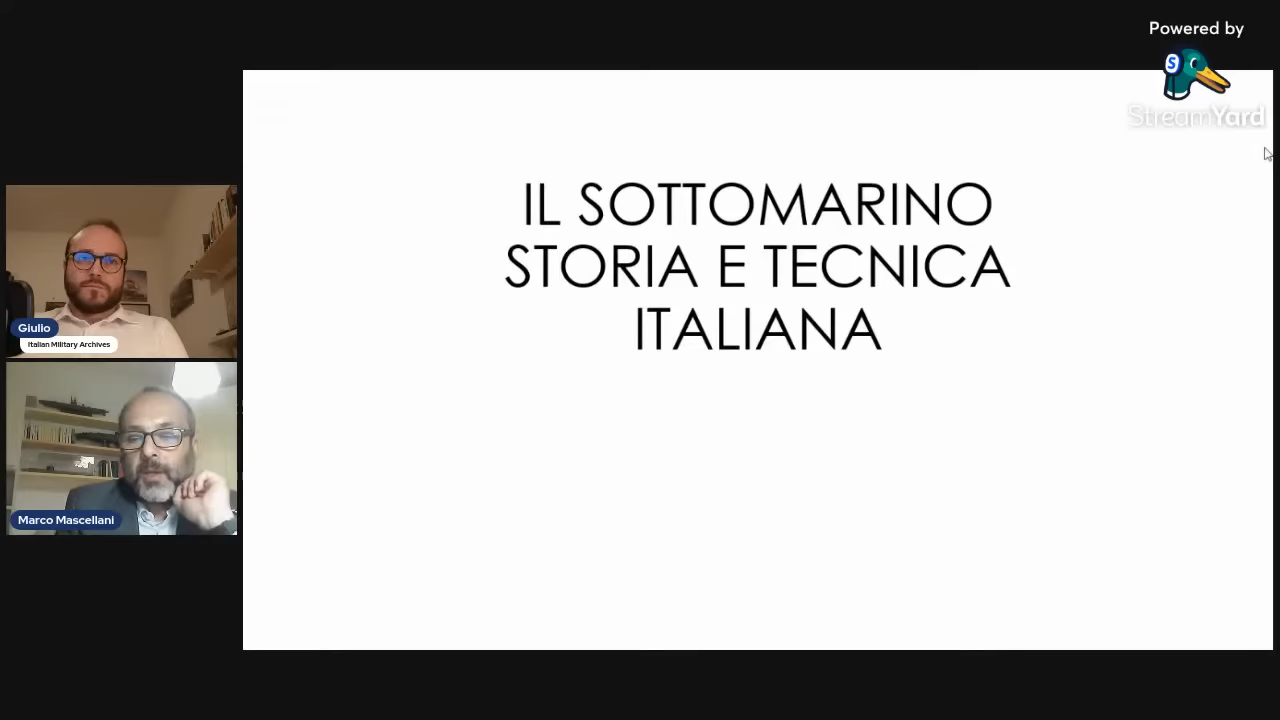 Powered by
StreamYard
IL SOTTOMARINO
STORIA E TECNICA
ITALIANA
Giulio
Italian Military Archives
Marco Mascellani